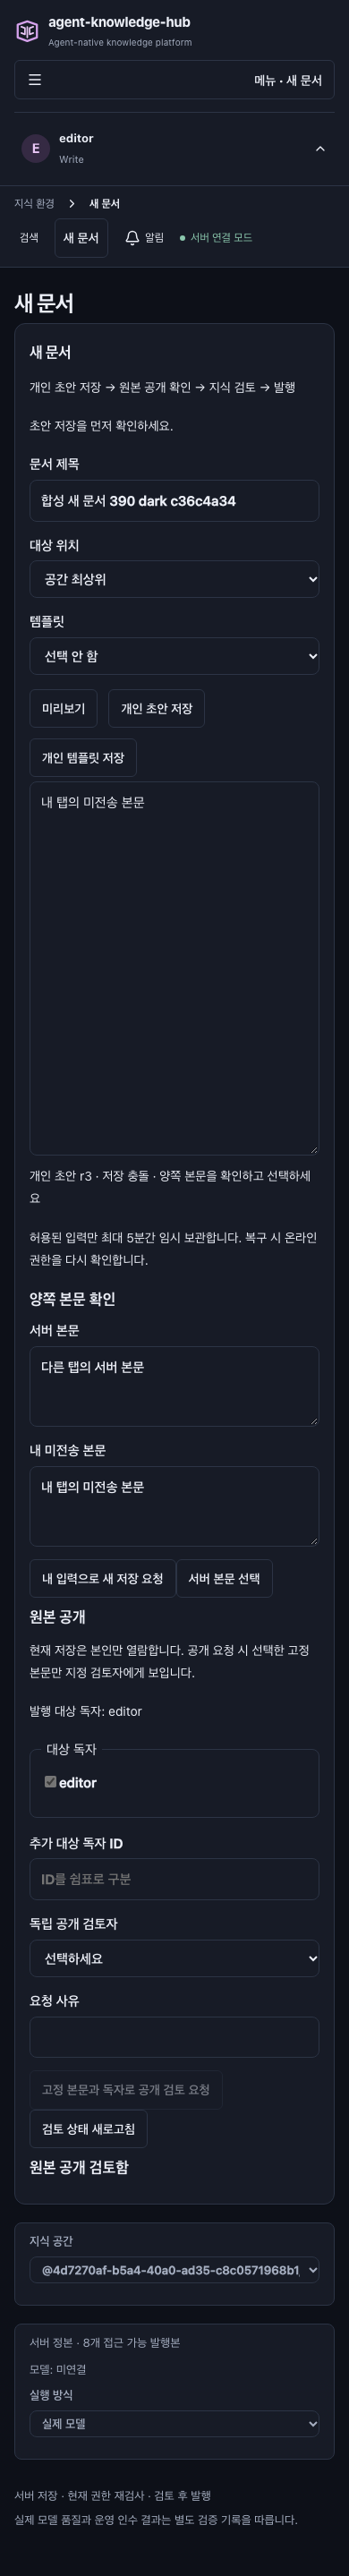 agent-knowledge-hub
Agent-native knowledge platform
메뉴 · 새 문서
E
editor
Write
지식 환경 > 새 문서
검색 새 문서 알림 서버 연결 모드
새 문서
새 문서
개인 초안 저장 → 원본 공개 확인 → 지식 검토 → 발행
초안 저장을 먼저 확인하세요.
문서 제목
합성 새 문서 390 dark c36c4a34
대상 위치
공간 최상위
템플릿
선택 안 함
미리보기 개인 초안 저장
개인 템플릿 저장
내 탭의 미전송 본문
개인 초안 r3 · 저장 충돌 · 양쪽 본문을 확인하고 선택하세
요
허용된 입력만 최대 5분간 임시 보관합니다. 복구 시 온라인
권한을 다시 확인합니다.
양쪽 본문 확인
서버 본문
다른 탭의 서버 본문
내 미전송 본문
내 탭의 미전송 본문
내 입력으로 새 저장 요청 서버 본문 선택
원본 공개
현재 저장은 본인만 열람합니다. 공개 요청 시 선택한 고정
본문만 지정 검토자에게 보입니다.
발행 대상 독자: editor
대상 독자
editor
추가 대상 독자 ID
ID를 쉼표로 구분
독립 공개 검토자
선택하세요
요청 사유
고정 본문과 독자로 공개 검토 요청
검토 상태 새로고침
원본 공개 검토함
지식 공간
@4d7270af-b5a4-40a0-ad35-c8c0571968b1
서버 정본 · 8개 접근 가능 발행본
모델: 미연결
실행 방식
실제 모델
서버 저장 · 현재 권한 재검사 · 검토 후 발행
실제 모델 품질과 운영 인수 결과는 별도 검증 기록을 따릅니다.